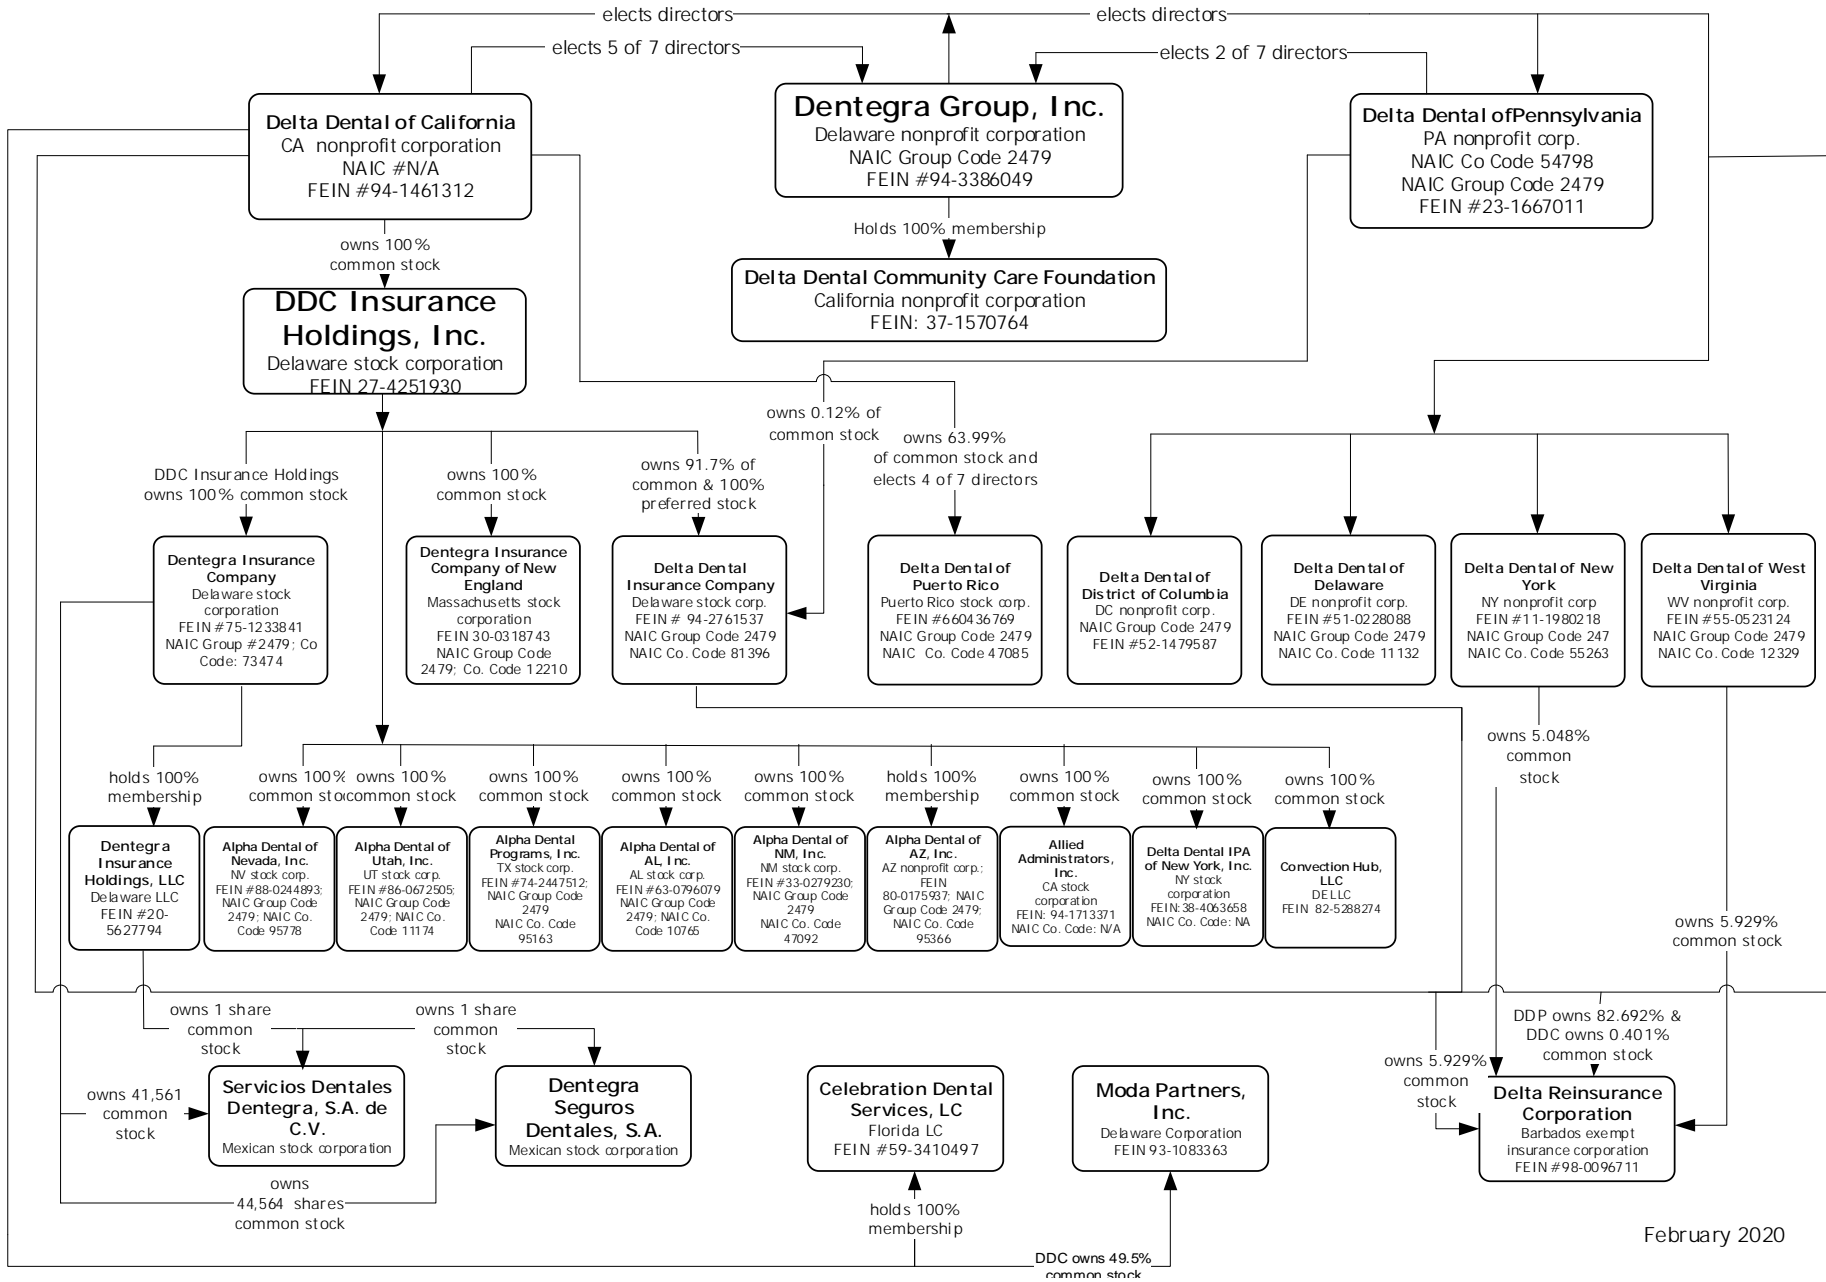 elects directors
elects directors
elects 5 of 7 directors
elects 2 of 7 directors
Delta Dental of California
CA nonprofit corporation
NAIC #N/A
FEIN #94-1461312
Dentegra Group, Inc.
Delaware nonprofit corporation
NAIC Group Code 2479
FEIN #94-3386049
Delta Dental ofPennsylvania
PA nonprofit corp.
NAIC Co Code 54798
NAIC Group Code 2479
FEIN #23-1667011
owns 100%
common stock
Holds 100% membership
DDC Insurance
Holdings, Inc.
Delaware stock corporation
FEIN 27-4251930
Delta Dental Community Care Foundation
California nonprofit corporation
FEIN: 37-1570764
DDC Insurance Holdings
owns 100% common stock
owns 100%
common stock
owns 91.7% of
common & 100%
preferred stock
owns 0.12% of
common stock
owns 63.99%
of common stock and
elects 4 of 7 directors
Dentegra Insurance
Company
Delaware stock
corporation
FEIN #75-1233841
NAIC Group #2479; Co
Code: 73474
Dentegra Insurance
Company of New
England
Massachusetts stock
corporation
FEIN 30-0318743
NAIC Group Code
2479; Co. Code 12210
Delta Dental
Insurance Company
Delaware stock corp.
FEIN # 94-2761537
NAIC Group Code 2479
NAIC Co. Code 81396
Delta Dental of
Puerto Rico
Puerto Rico stock corp.
FEIN #660436769
NAIC Group Code 2479
NAIC Co. Code 47085
Delta Dental of
District of Columbia
DC nonprofit corp.
NAIC Group Code 2479
FEIN #52-1479587
Delta Dental of
Delaware
DE nonprofit corp.
FEIN #51-0228088
NAIC Group Code 2479
NAIC Co. Code 11132
Delta Dental of New
York
NY nonprofit corp
FEIN #11-1980218
NAIC Group Code 247
NAIC Co. Code 55263
Delta Dental of West
Virginia
WV nonprofit corp.
FEIN #55-0523124
NAIC Group Code 2479
NAIC Co. Code 12329
owns 5.048%
common
stock
holds 100%
membership
owns 100%
common stoc
owns 100%
common stock
owns 100%
common stock
owns 100%
common stock
owns 100%
common stock
holds 100%
membership
owns 100%
common stock
owns 100%
common stock
owns 100%
common stock
Dentegra
Insurance
Holdings, LLC
Delaware LLC
FEIN #20-
5627794
Alpha Dental of
Nevada, Inc.
NV stock corp.
FEIN #88-0244893;
NAIC Group Code
2479; NAIC Co.
Code 95778
Alpha Dental of
Utah, Inc.
UT stock corp.
FEIN #86-0672505;
NAIC Group Code
2479; NAIC Co.
Code 11174
Alpha Dental
Programs, Inc.
TX stock corp.
FEIN #74-2447512;
NAIC Group Code
2479
NAIC Co. Code
95163
Alpha Dental of
AL, Inc.
AL stock corp.
FEIN #63-0796079
NAIC Group Code
2479; NAIC Co.
Code 10765
Alpha Dental of
NM, Inc.
NM stock corp.
FEIN #33-0279230;
NAIC Group Code
2479
NAIC Co. Code
47092
Alpha Dental of
AZ, Inc.
AZ nonprofit corp.;
FEIN
80-0175937; NAIC
Group Code 2479;
NAIC Co. Code
95366
Allied
Administrators,
Inc.
CA stock
corporation
FEIN: 94-1713371
NAIC Co. Code: N/A
Delta Dental IPA
of New York, Inc.
NY stock
corporation
FEIN:38-4063658
NAIC Co. Code: NA
Convection Hub,
LLC
DE LLC
FEIN 82-5288274
owns 5.929%
common stock
owns 1 share
common
stock
owns 1 share
common
stock
DDP owns 82.692% &
DDC owns 0.401%
common stock
owns 5.929%
common
stock
owns 41,561
common
stock
Servicios Dentales
Dentegra, S.A. de
C.V.
Mexican stock corporation
Dentegra
Seguros
Dentales, S.A.
Mexican stock corporation
Celebration Dental
Services, LC
Florida LC
FEIN #59-3410497
Moda Partners,
Inc.
Delaware Corporation
FEIN 93-1083363
Delta Reinsurance
Corporation
Barbados exempt
insurance corporation
FEIN #98-0096711
owns
44,564 shares
common stock
holds 100%
membership
DDC owns 49.5%
common stock
February 2020